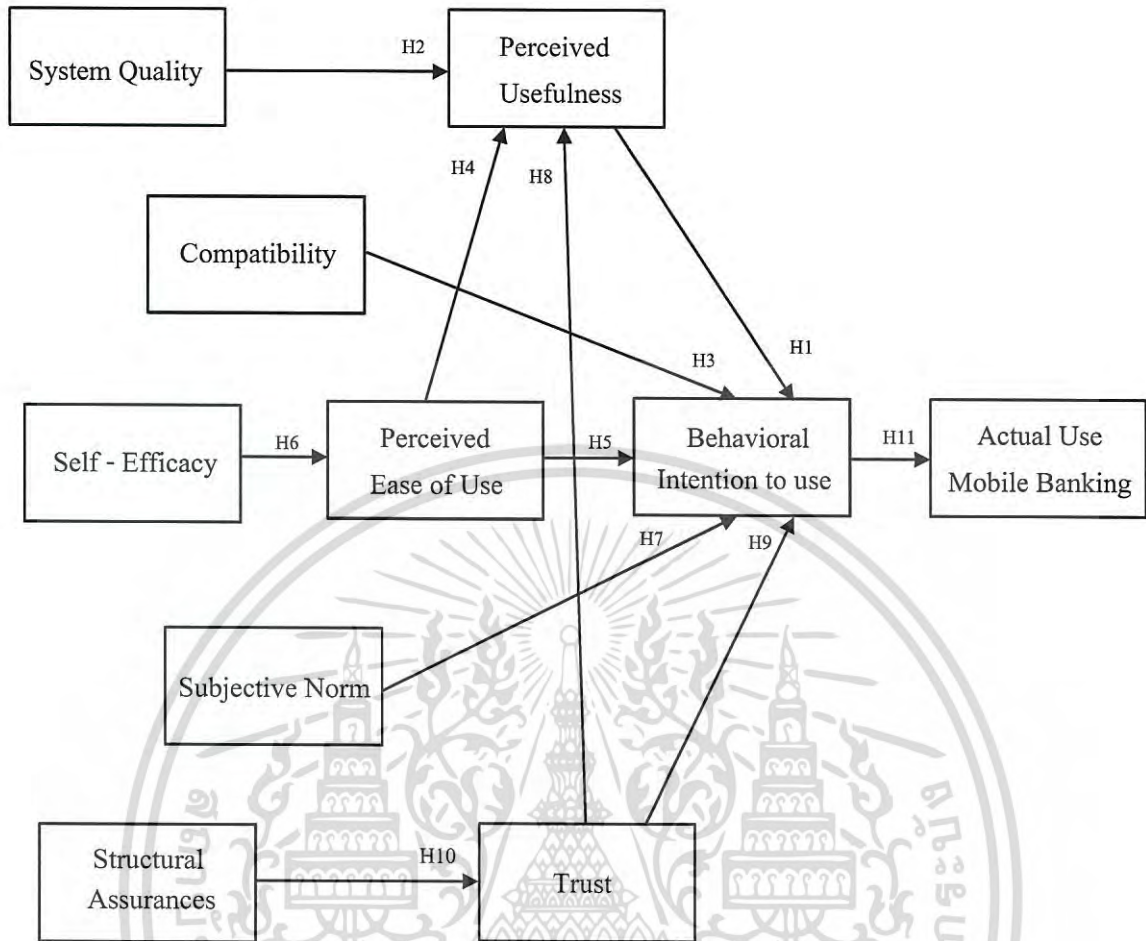 H2
System Quality
Perceived
Usefulness
H4
H8
Compatibility
H3
H1
Self - Efficacy
H6
Perceived
Ease of Use
H5
Behavioral
Intention to use
H11
Actual Use
Mobile Banking
H7
H9
Subjective Norm
Structural
Assurances
H10
Trust